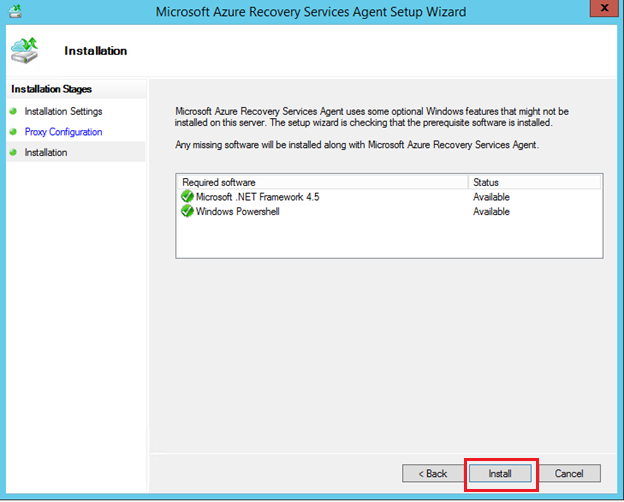 Microsoft Azure Recovery Services Agent Setup Wizard
x
Installation
Installation Stages
Installation Settings
Proxy Configuration
Installation
Microsoft Azure Recovery Services Agent uses some optional Windows features that might not be
installed on this server. The setup wizard is checking that the prerequisite software is installed.
Any missing software will be installed along with Microsoft Azure Recovery Services Agent.
Required software Status
Microsoft .NET Framework 4.5 Available
Windows Powershell Available
< Back Install Cancel